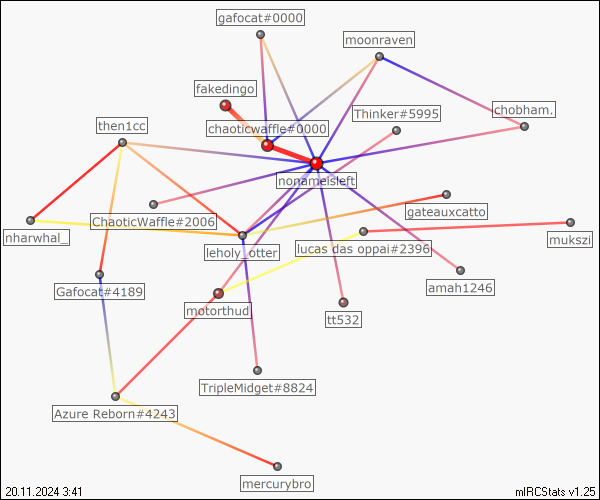 gafocat#0000
moonraven
fakedingo
Thinker#5995
chobham.
then1cc
chaoticwaffle#0000
nonameisleft
ChaoticWaffle#2006
gateauxcatto
nharwhal_
leholy_otter
lucas das oppai#2396
mukszi
Gafocat#4189
amah1246
motorthud
tt532
TripleMidget#8824
Azure Reborn#4243
mercurybro
20.11.2024 3:41
mIRCStats v1.25